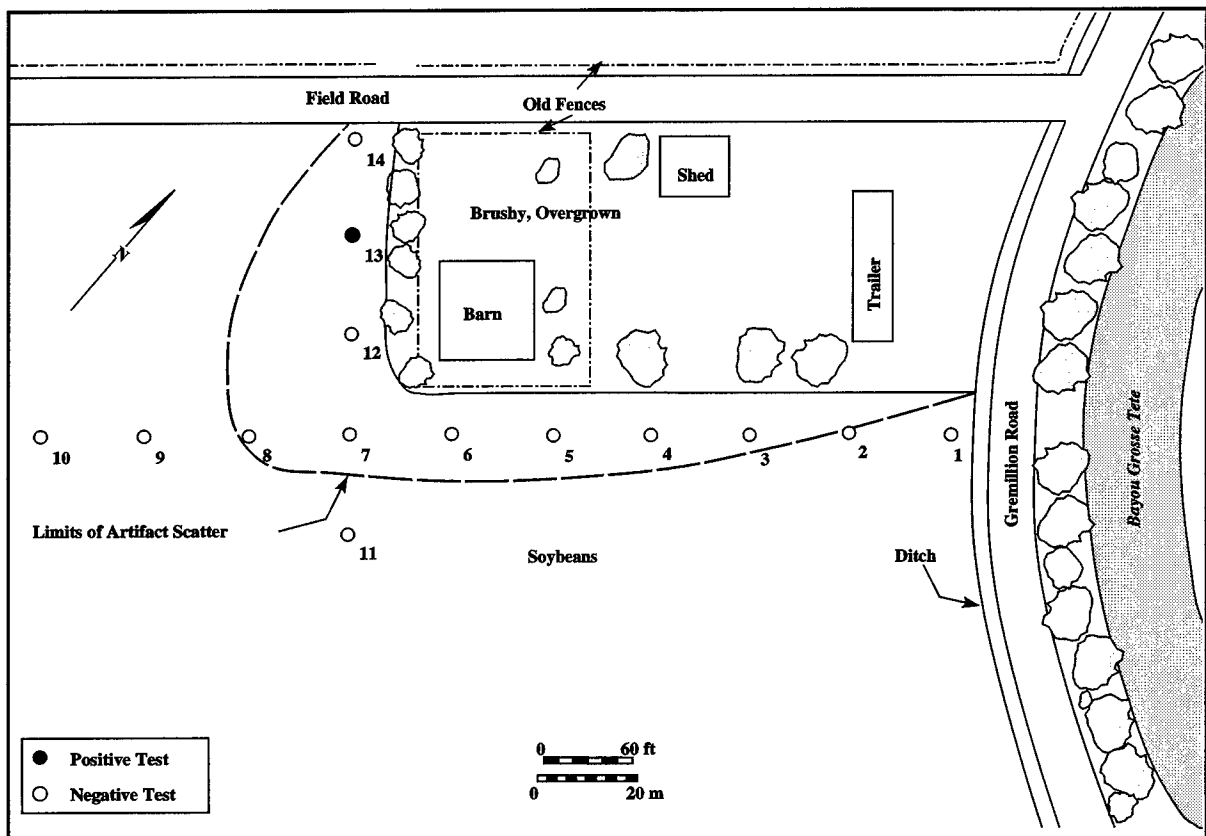 Field Road
Old Fences
14
Shed
Brushy, Overgrown
N
13
Trailer
Barn
12
10
9
8
7
6
5
4
3
2
1
Gremillion Road
Bayou Grosse Tete
Limits of Artifact Scatter
11
Soybeans
Ditch
Positive Test
Negative Test
0 60 ft
0 20 m